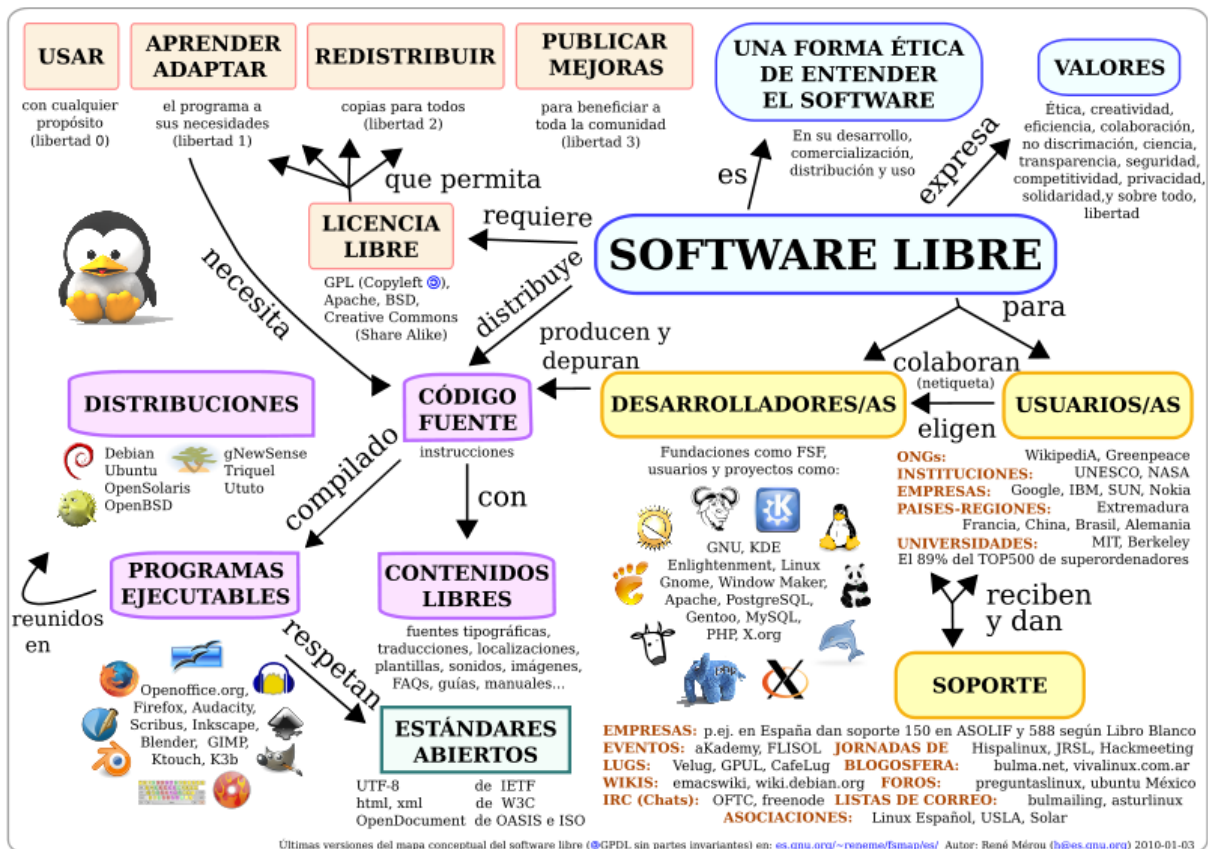 USAR
con cualquier
propósito
(libertad 0)
APRENDER
ADAPTAR
el programa a
sus necesidades
(libertad 1)
REDISTRIBUIR
copias para todos
(libertad 2)
PUBLICAR
MEJORAS
para beneficiar a
toda la comunidad
(libertad 3)
UNA FORMA ÉTICA
DE ENTENDER
EL SOFTWARE
En su desarrollo,
comercialización,
distribución y uso
VALORES
Ética, creatividad,
eficiencia, colaboración,
no discrimación, ciencia,
transparencia, seguridad,
competitividad, privacidad,
solidaridad,y sobre todo,
libertad
es
expresa
que permita
LICENCIA
LIBRE
GPL (Copyleft ),
Apache, BSD,
Creative Commons
(Share Alike)
requiere
SOFTWARE LIBRE
necesita
distribuye
para
producen y
depuran
colaboran
(netiqueta)
eligen
DISTRIBUCIONES
Debian
Ubuntu
OpenSolaris
OpenBSD
gNewSense
Triquel
Ututo
CÓDIGO
FUENTE
instrucciones
DESARROLLADORES/AS
Fundaciones como FSF,
usuarios y proyectos como:
GNU, KDE
Enlightenment, Linux
Gnome, Window Maker,
Apache, PostgreSQL,
Gentoo, MySQL,
PHP, X.org
USUARIOS/AS
ONGs: WikipediA, Greenpeace
INSTITUCIONES: UNESCO, NASA
EMPRESAS: Google, IBM, SUN, Nokia
PAISES-REGIONES: Extremadura
Francia, China, Brasil, Alemania
UNIVERSIDADES: MIT, Berkeley
El 89% del TOP500 de superordenadores
compilado
con
reunidos
en
PROGRAMAS
EJECUTABLES
Openoffice.org,
Firefox, Audacity,
Scribus, Inkscape,
Blender, GIMP,
Ktouch, K3b
CONTENIDOS
LIBRES
fuentes tipográficas,
traducciones, localizaciones,
plantillas, sonidos, imágenes,
FAQs, guías, manuales...
respetan
ESTÁNDARES
ABIERTOS
UTF-8 de IETF
html, xml de W3C
OpenDocument de OASIS e ISO
reciben
y dan
SOPORTE
EMPRESAS: p.ej. en España dan soporte 150 en ASOLIF y 588 según Libro Blanco
EVENTOS: aKademy, FLISOL JORNADAS DE Hispalinux, JRSL, Hackmeeting
LUGS: Velug, GPUL, CafeLug BLOGOSFERA: bulma.net, vivalinux.com.ar
WIKIS: emacswiki, wiki.debian.org FOROS: preguntaslinux, ubuntu México
IRC (Chats): OFTC, freenode LISTAS DE CORREO: bulmailing, asturlinux
ASOCIACIONES: Linux Español, USLA, Solar
Últimas versiones del mapa conceptual del software libre (GPDL sin partes invariantes) en: es.gnu.org/~reneme/fsmap/es/ Autor: René Mérou (h@es.gnu.org) 2010-01-03